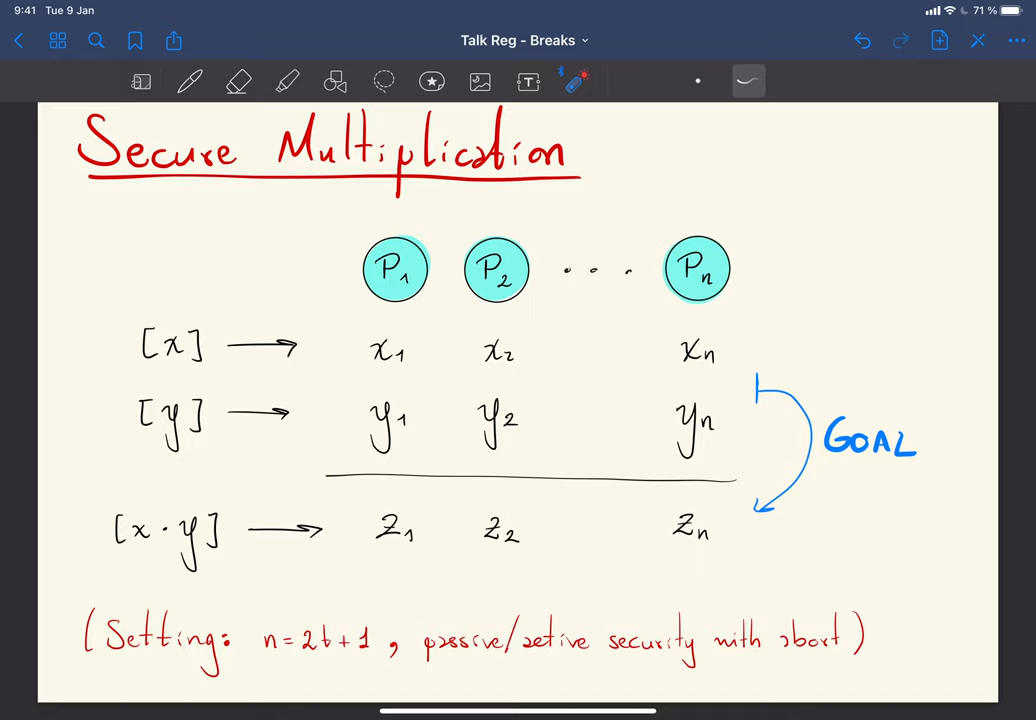 9:41 Tue 9 Jan 71 %
Talk Reg - Breaks
Secure Multiplication
P₁ P₂ . . . Pₙ
[x] → x₁ x₂ xₙ
[y] → y₁ y₂ yₙ
GOAL
[x · y] → z₁ z₂ zₙ
(Setting: n=2t+1, passive/active security with abort)